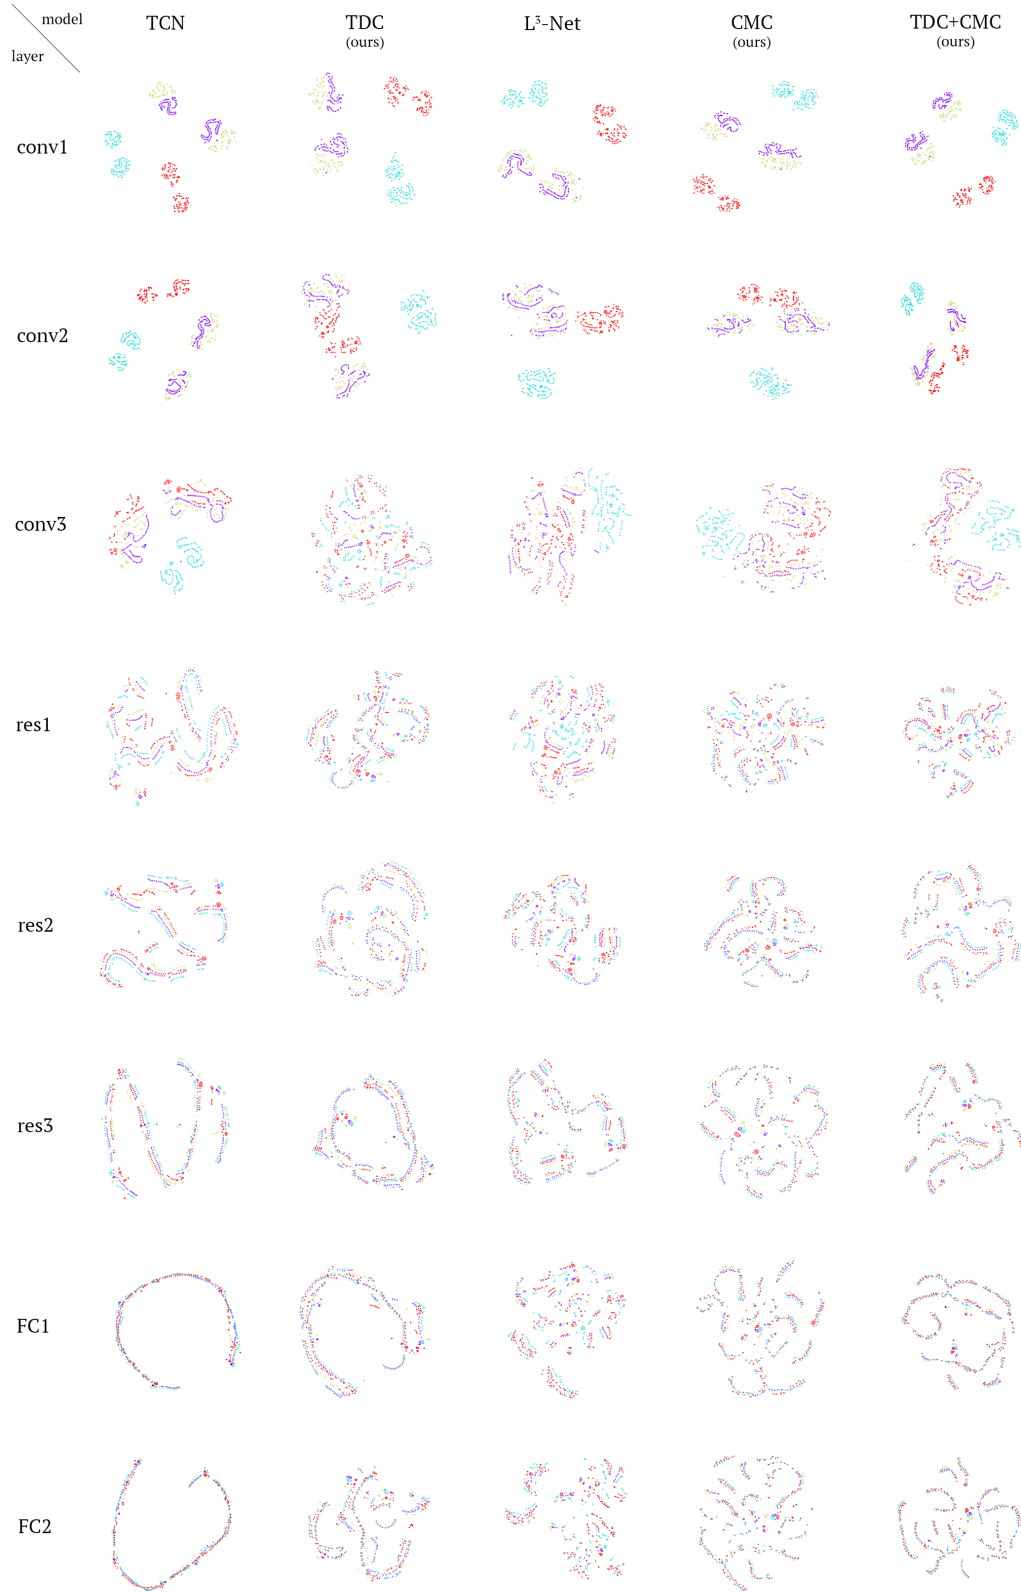 model
layer
TCN
TDC
(ours)
L³-Net
CMC
(ours)
TDC+CMC
(ours)
conv1
conv2
conv3
res1
res2
res3
FC1
FC2